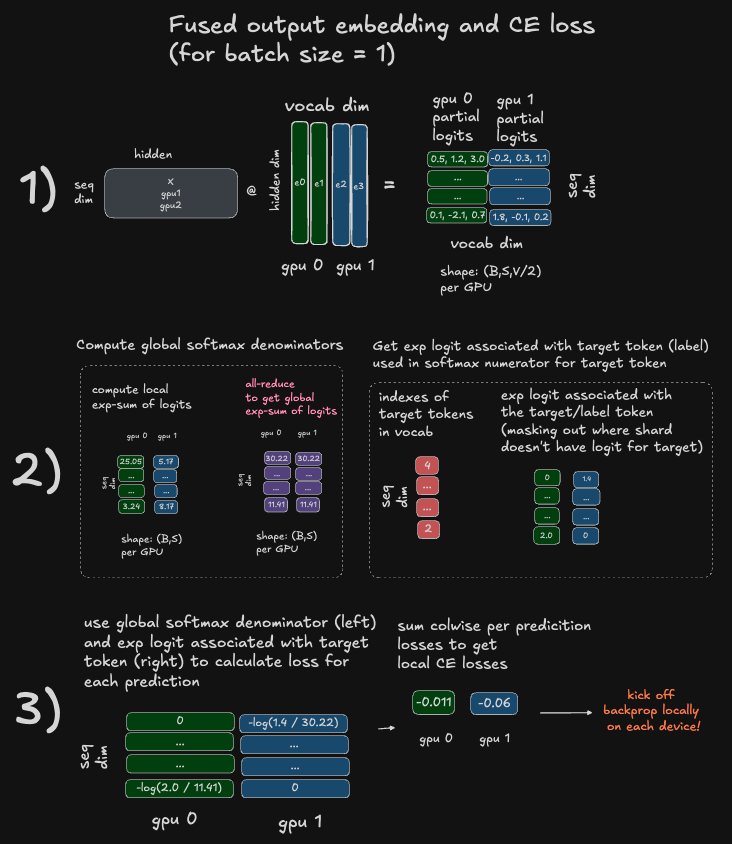 Fused output embedding and CE loss
(for batch size = 1)
1)
hidden
seq
dim
x
gpu1
gpu2
@
vocab dim
hidden dim
e0
e1
e2
e3
gpu 0
gpu 1
=
gpu 0
partial
logits
gpu 1
partial
logits
0.5, 1.2, 3.0
-0.2, 0.3, 1.1
...
...
...
...
0.1, -2.1, 0.7
1.8, -0.1, 0.2
seq
dim
vocab dim
shape: (B,S,V/2)
per GPU
2)
Compute global softmax denominators
compute local
exp-sum of logits
gpu 0
gpu 1
seq
dim
25.05
5.17
...
...
...
...
3.24
8.17
shape: (B,S)
per GPU
all-reduce
to get global
exp-sum of logits
gpu 0
gpu 1
seq
dim
30.22
30.22
...
...
...
...
11.41
11.41
shape: (B,S)
per GPU
Get exp logit associated with target token (label)
used in softmax numerator for target token
indexes of
target tokens
in vocab
seq
dim
4
...
...
2
exp logit associated with
the target/label token
(masking out where shard
doesn't have logit for target)
0
1.4
...
...
...
...
2.0
0
3)
use global softmax denominator (left)
and exp logit associated with target
token (right) to calculate loss for
each prediction
seq
dim
0
-log(1.4 / 30.22)
...
...
...
...
-log(2.0 / 11.41)
0
gpu 0
gpu 1
sum colwise per predicition
losses to get
local CE losses
-0.011
-0.06
gpu 0
gpu 1
kick off
backprop locally
on each device!